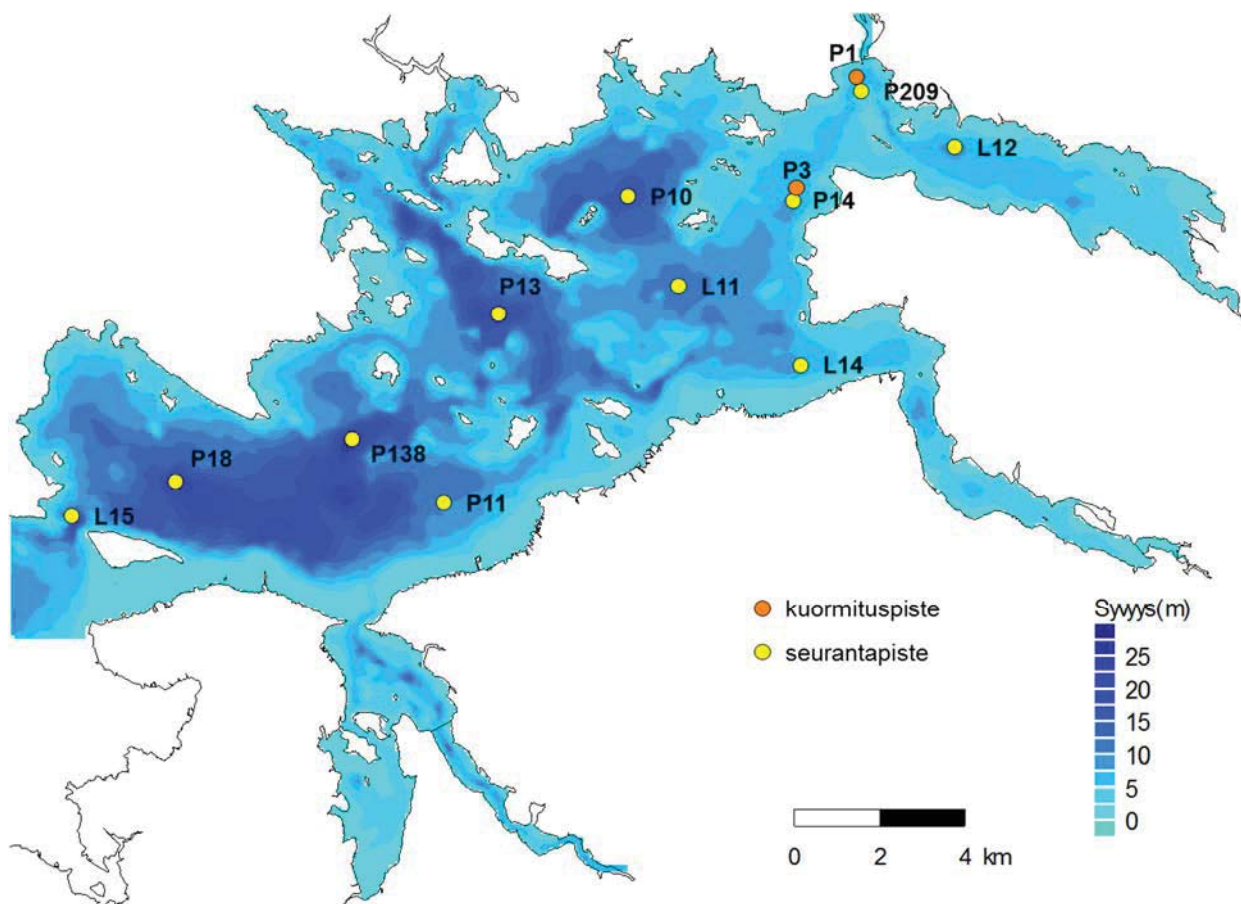 P1
P209
L12
P3
P10
P14
L11
P13
L14
P138
P18
P11
L15
kuormituspiste
seurantapiste
Syvyys(m)
25
20
15
10
5
0
0 2 4 km